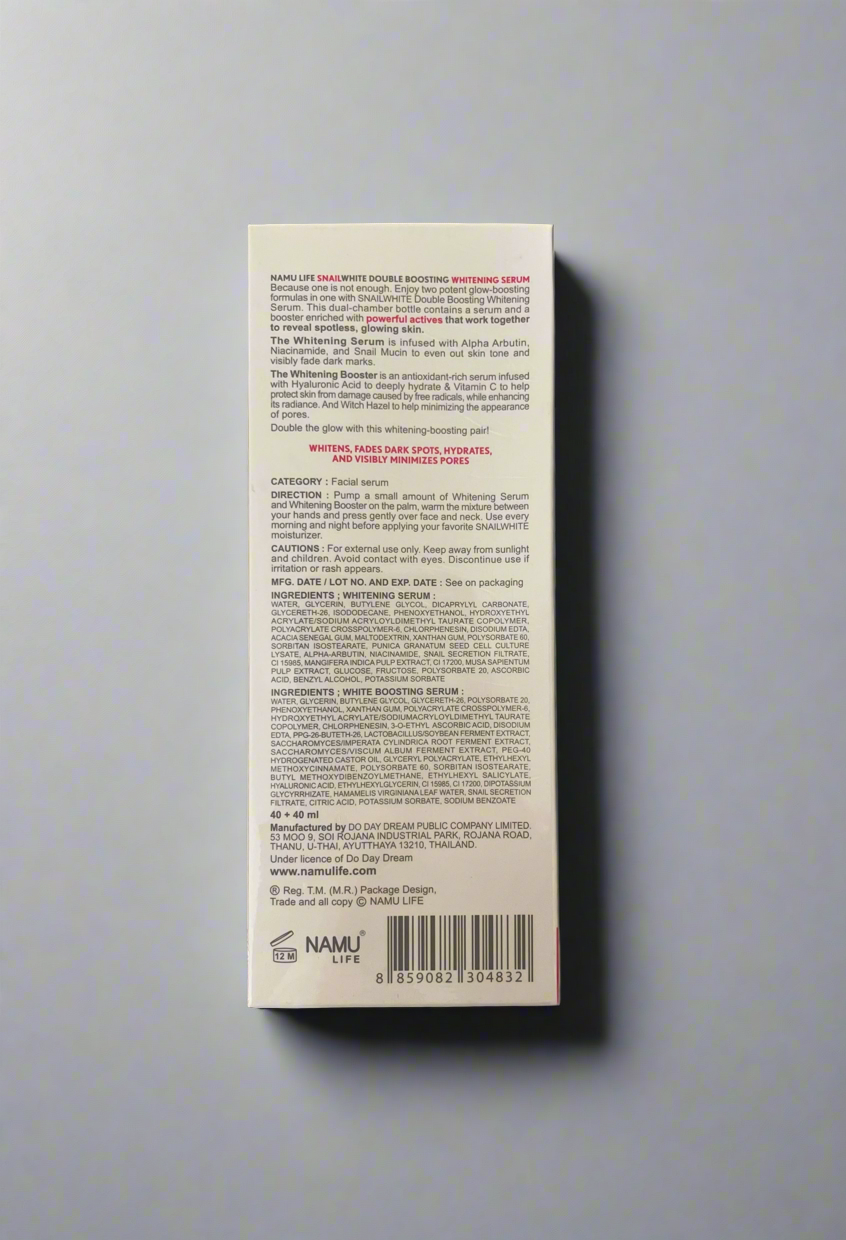 NAMU LIFE SNAILWHITE DOUBLE BOOSTING WHITENING SERUM
Because one is not enough. Enjoy two potent glow-boosting
formulas in one with SNAILWHITE Double Boosting Whitening
Serum. This dual-chamber bottle contains a serum and a
booster enriched with powerful actives that work together
to reveal spotless, glowing skin.
The Whitening Serum is infused with Alpha Arbutin,
Niacinamide, and Snail Mucin to even out skin tone and
visibly fade dark marks.
The Whitening Booster is an antioxidant-rich serum infused
with Hyaluronic Acid to deeply hydrate & Vitamin C to help
protect skin from damage caused by free radicals, while enhancing
its radiance. And Witch Hazel to help minimizing the appearance
of pores.
Double the glow with this whitening-boosting pair!
WHITENS, FADES DARK SPOTS, HYDRATES,
AND VISIBLY MINIMIZES PORES
CATEGORY : Facial serum
DIRECTION : Pump a small amount of Whitening Serum
and Whitening Booster on the palm, warm the mixture between
your hands and press gently over face and neck. Use every
morning and night before applying your favorite SNAILWHITE
moisturizer.
CAUTIONS : For external use only. Keep away from sunlight
and children. Avoid contact with eyes. Discontinue use if
irritation or rash appears.
MFG. DATE / LOT NO. AND EXP. DATE : See on packaging
INGREDIENTS ; WHITENING SERUM :
WATER, GLYCERIN, BUTYLENE GLYCOL, DICAPRYLYL CARBONATE,
GLYCERETH-26, ISODODECANE, PHENOXYETHANOL, HYDROXYETHYL
ACRYLATE/SODIUM ACRYLOYLDIMETHYL TAURATE COPOLYMER,
POLYACRYLATE CROSSPOLYMER-6, CHLORPHENESIN, DISODIUM EDTA,
ACACIA SENEGAL GUM, MALTODEXTRIN, XANTHAN GUM, POLYSORBATE 60,
SORBITAN ISOSTEARATE, PUNICA GRANATUM SEED CELL CULTURE
LYSATE, ALPHA-ARBUTIN, NIACINAMIDE, SNAIL SECRETION FILTRATE,
CI 15985, MANGIFERA INDICA PULP EXTRACT, CI 17200, MUSA SAPIENTUM
PULP EXTRACT, GLUCOSE, FRUCTOSE, POLYSORBATE 20, ASCORBIC
ACID, BENZYL ALCOHOL, POTASSIUM SORBATE
INGREDIENTS ; WHITE BOOSTING SERUM :
WATER, GLYCERIN, BUTYLENE GLYCOL, GLYCERETH-26, POLYSORBATE 20,
PHENOXYETHANOL, XANTHAN GUM, POLYACRYLATE CROSSPOLYMER-6,
HYDROXYETHYL ACRYLATE/SODIUMACRYLOYLDIMETHYL TAURATE
COPOLYMER, CHLORPHENESIN, 3-O-ETHYL ASCORBIC ACID, DISODIUM
EDTA, PPG-26-BUTETH-26, LACTOBACILLUS/SOYBEAN FERMENT EXTRACT,
SACCHAROMYCES/IMPERATA CYLINDRICA ROOT FERMENT EXTRACT,
SACCHAROMYCES/VISCUM ALBUM FERMENT EXTRACT, PEG-40
HYDROGENATED CASTOR OIL, GLYCERYL POLYACRYLATE, ETHYLHEXYL
METHOXYCINNAMATE, POLYSORBATE 60, SORBITAN ISOSTEARATE,
BUTYL METHOXYDIBENZOYLMETHANE, ETHYLHEXYL SALICYLATE,
HYALURONIC ACID, ETHYLHEXYLGLYCERIN, CI 15985, CI 17200, DIPOTASSIUM
GLYCYRRHIZATE, HAMAMELIS VIRGINIANA LEAF WATER, SNAIL SECRETION
FILTRATE, CITRIC ACID, POTASSIUM SORBATE, SODIUM BENZOATE
40 + 40 ml
Manufactured by DO DAY DREAM PUBLIC COMPANY LIMITED.
53 MOO 9, SOI ROJANA INDUSTRIAL PARK, ROJANA ROAD,
THANU, U-THAI, AYUTTHAYA 13210, THAILAND.
Under licence of Do Day Dream
www.namulife.com
® Reg. T.M. (M.R.) Package Design,
Trade and all copy © NAMU LIFE
12 M
NAMU®
LIFE
8 859082 304832